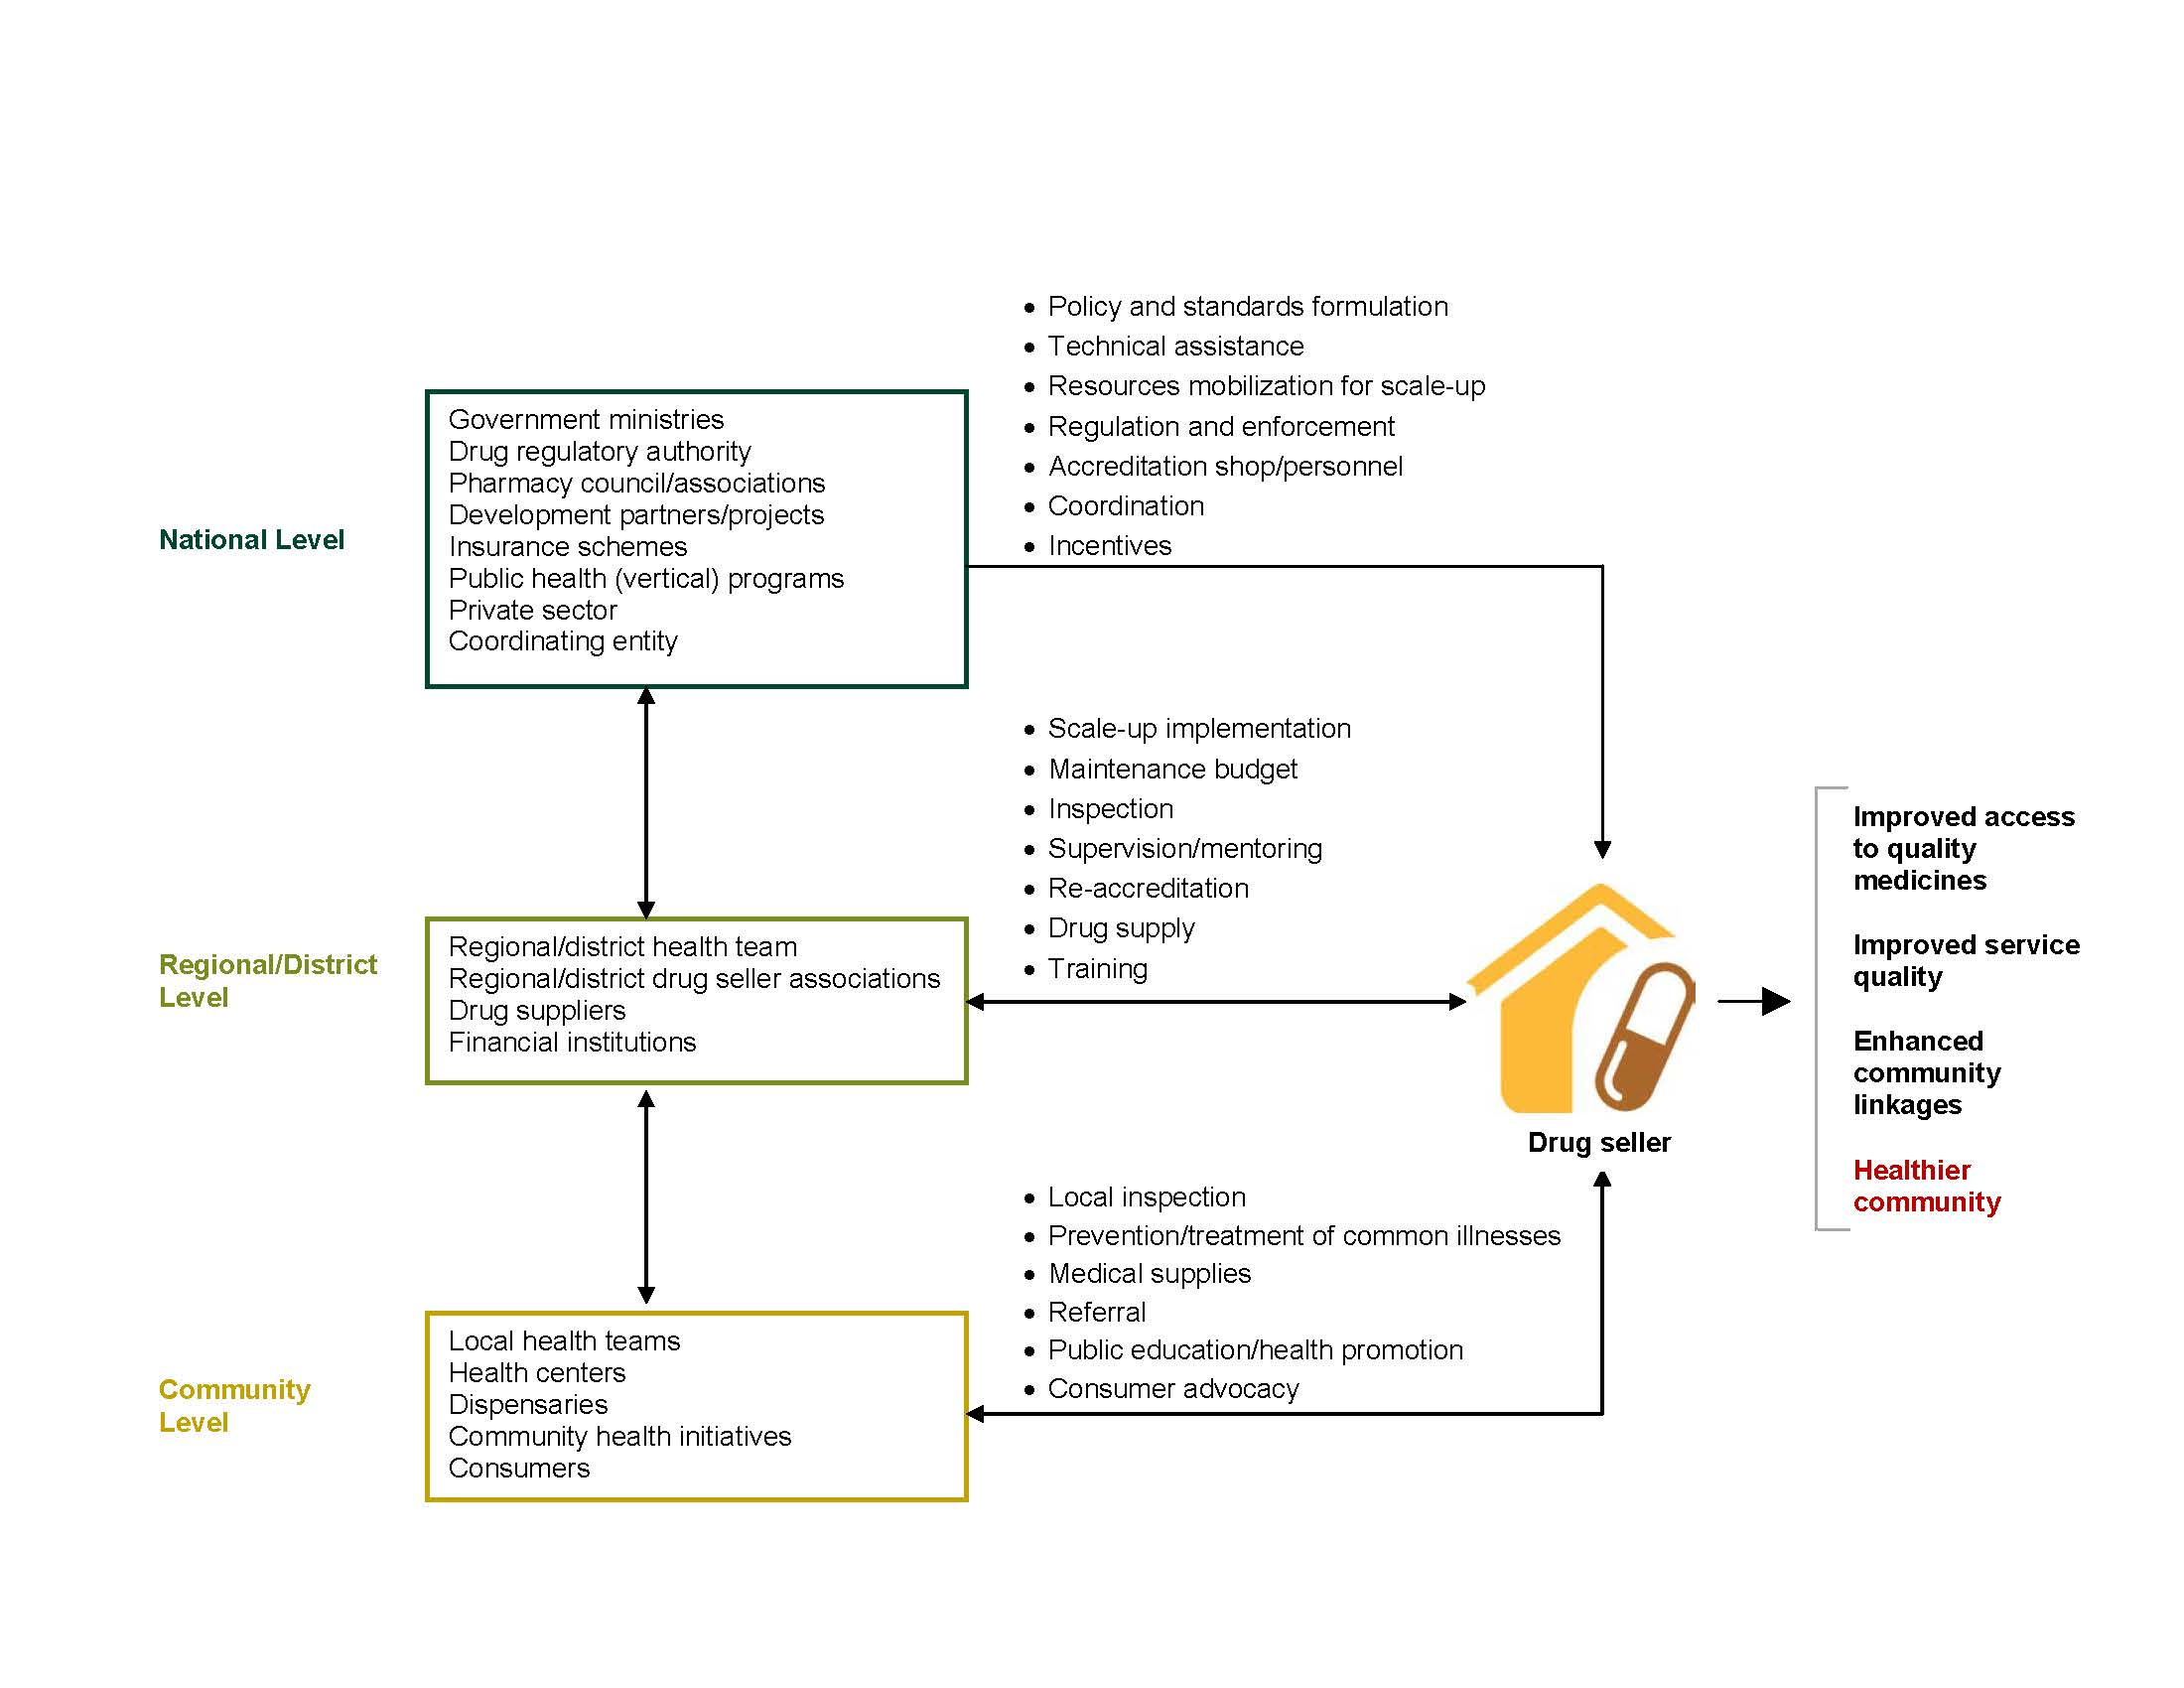 National Level
Government ministries
Drug regulatory authority
Pharmacy council/associations
Development partners/projects
Insurance schemes
Public health (vertical) programs
Private sector
Coordinating entity
• Policy and standards formulation
• Technical assistance
• Resources mobilization for scale-up
• Regulation and enforcement
• Accreditation shop/personnel
• Coordination
• Incentives
Regional/District
Level
Regional/district health team
Regional/district drug seller associations
Drug suppliers
Financial institutions
• Scale-up implementation
• Maintenance budget
• Inspection
• Supervision/mentoring
• Re-accreditation
• Drug supply
• Training
Community
Level
Local health teams
Health centers
Dispensaries
Community health initiatives
Consumers
• Local inspection
• Prevention/treatment of common illnesses
• Medical supplies
• Referral
• Public education/health promotion
• Consumer advocacy
Drug seller
Improved access
to quality
medicines
Improved service
quality
Enhanced
community
linkages
Healthier
community